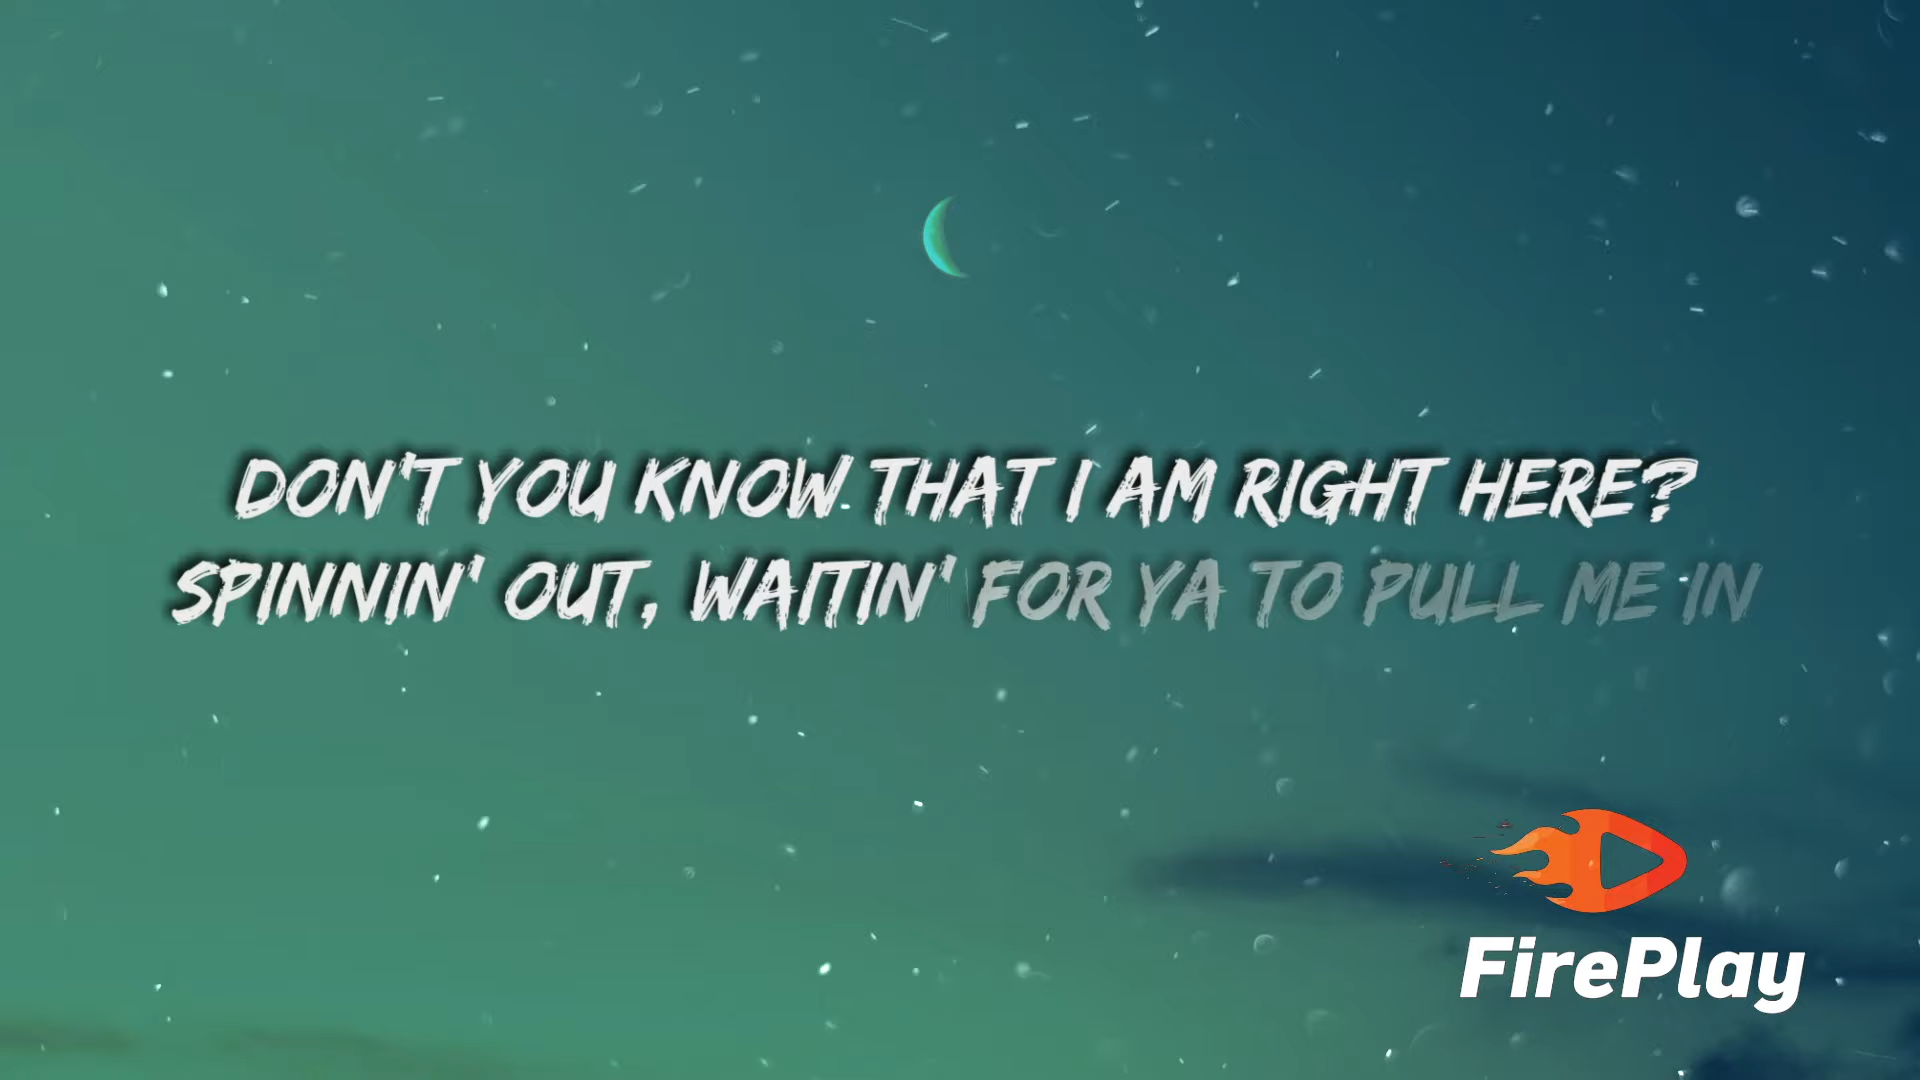 DON'T YOU KNOW THAT I AM RIGHT HERE?
SPINNIN' OUT, WAITIN' FOR YA TO PULL ME IN
FirePlay